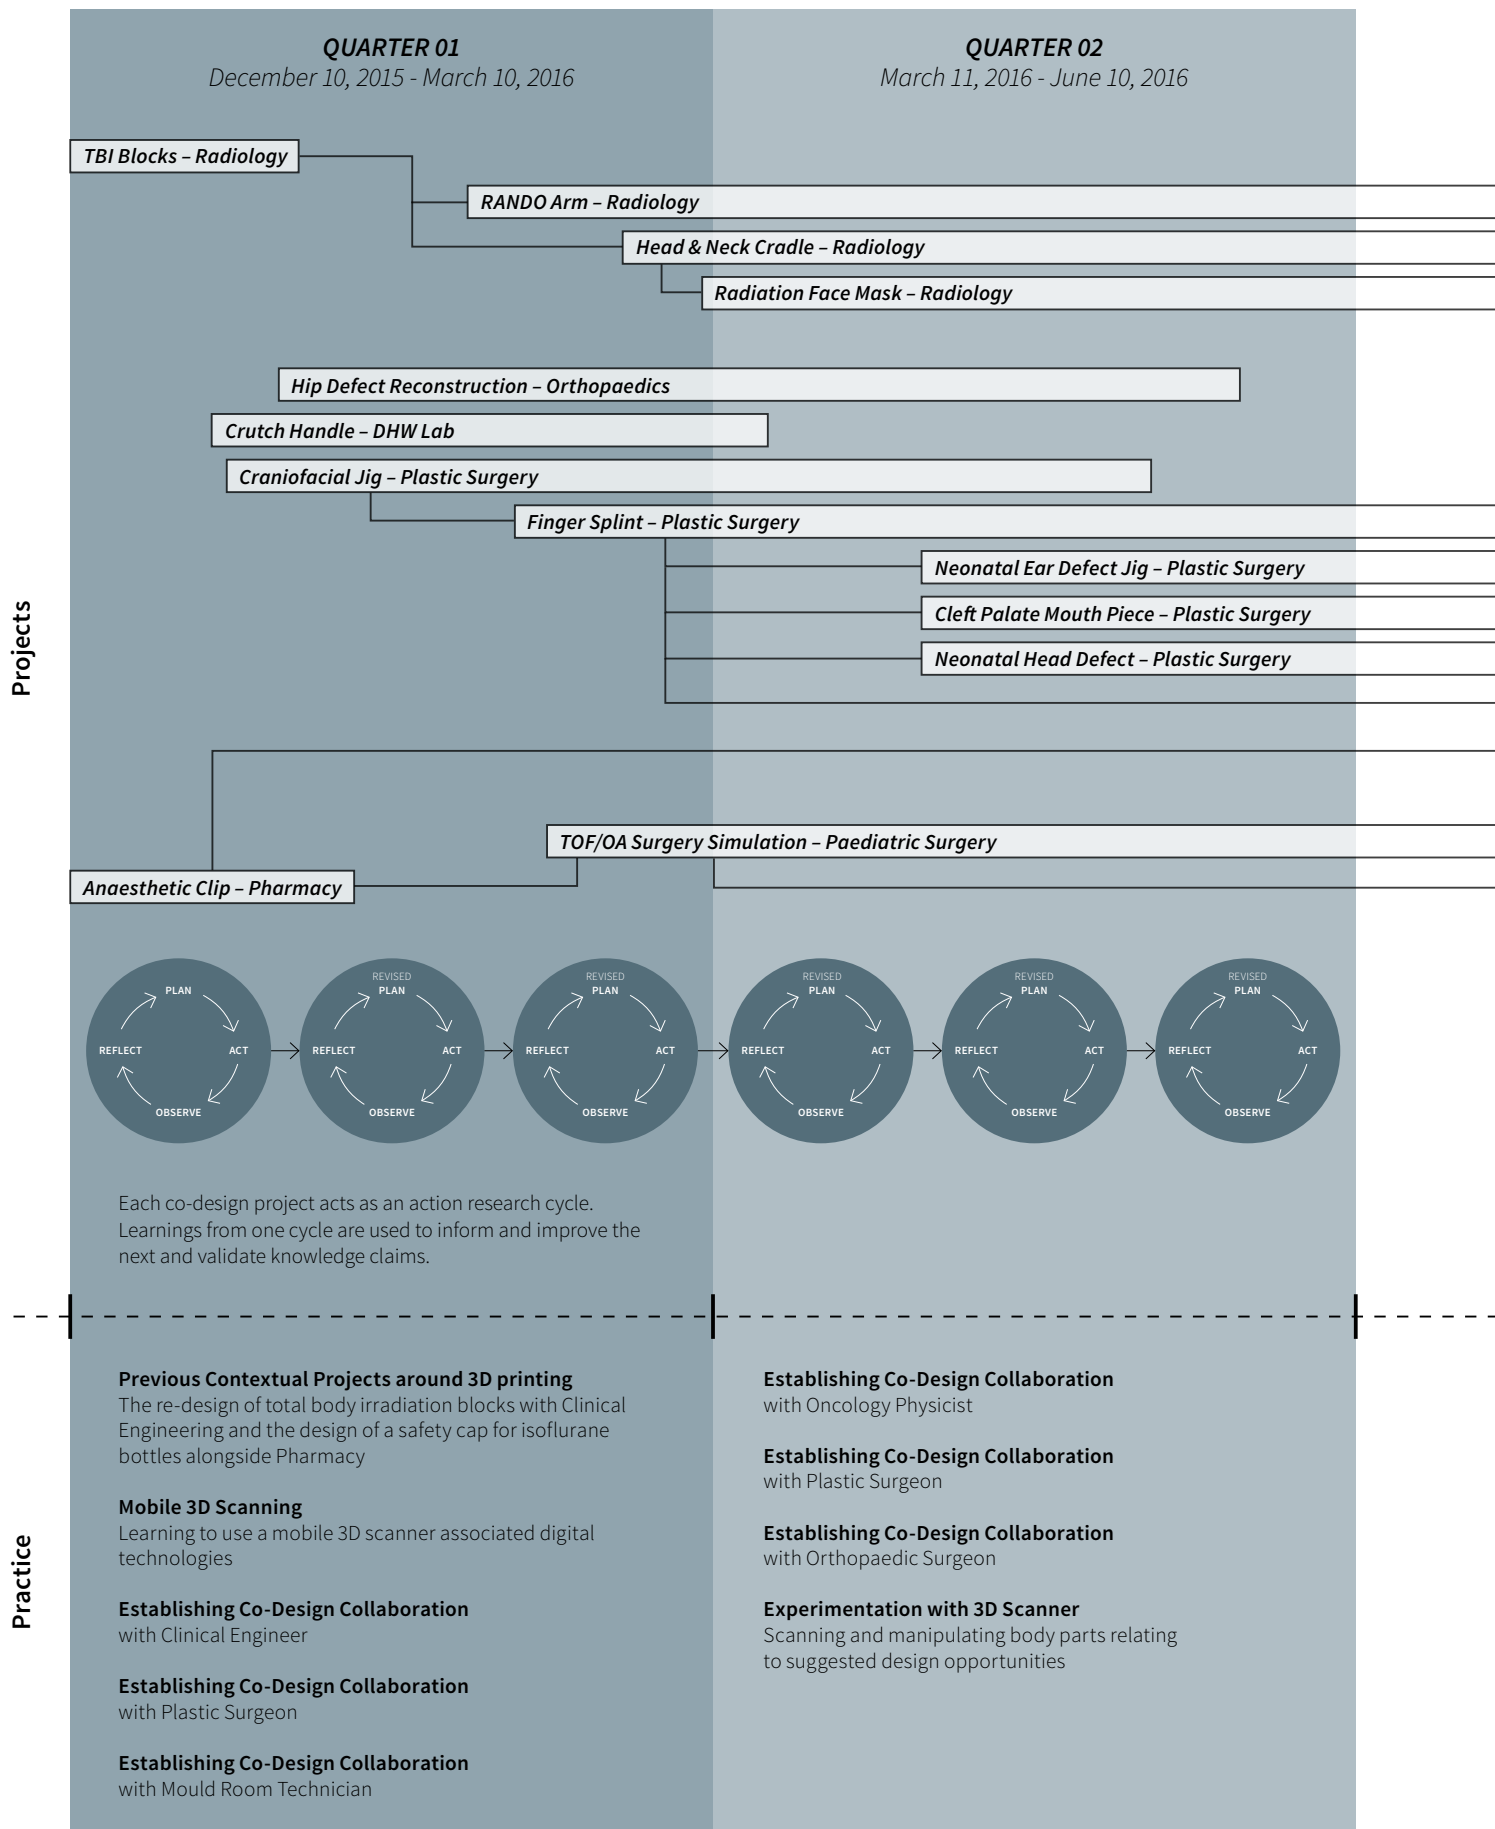 QUARTER 01
December 10, 2015 - March 10, 2016
QUARTER 02
March 11, 2016 - June 10, 2016
Projects
TBI Blocks – Radiology
RANDO Arm – Radiology
Head & Neck Cradle – Radiology
Radiation Face Mask – Radiology
Hip Defect Reconstruction – Orthopaedics
Crutch Handle – DHW Lab
Craniofacial Jig – Plastic Surgery
Finger Splint – Plastic Surgery
Neonatal Ear Defect Jig – Plastic Surgery
Cleft Palate Mouth Piece – Plastic Surgery
Neonatal Head Defect – Plastic Surgery
TOF/OA Surgery Simulation – Paediatric Surgery
Anaesthetic Clip – Pharmacy
PLAN
ACT
OBSERVE
REFLECT
REVISED
PLAN
ACT
OBSERVE
REFLECT
REVISED
PLAN
ACT
OBSERVE
REFLECT
REVISED
PLAN
ACT
OBSERVE
REFLECT
REVISED
PLAN
ACT
OBSERVE
REFLECT
REVISED
PLAN
ACT
OBSERVE
REFLECT
Each co-design project acts as an action research cycle.
Learnings from one cycle are used to inform and improve the
next and validate knowledge claims.
Practice
Previous Contextual Projects around 3D printing
The re-design of total body irradiation blocks with Clinical
Engineering and the design of a safety cap for isoflurane
bottles alongside Pharmacy
Mobile 3D Scanning
Learning to use a mobile 3D scanner associated digital
technologies
Establishing Co-Design Collaboration
with Clinical Engineer
Establishing Co-Design Collaboration
with Plastic Surgeon
Establishing Co-Design Collaboration
with Mould Room Technician
Establishing Co-Design Collaboration
with Oncology Physicist
Establishing Co-Design Collaboration
with Plastic Surgeon
Establishing Co-Design Collaboration
with Orthopaedic Surgeon
Experimentation with 3D Scanner
Scanning and manipulating body parts relating
to suggested design opportunities